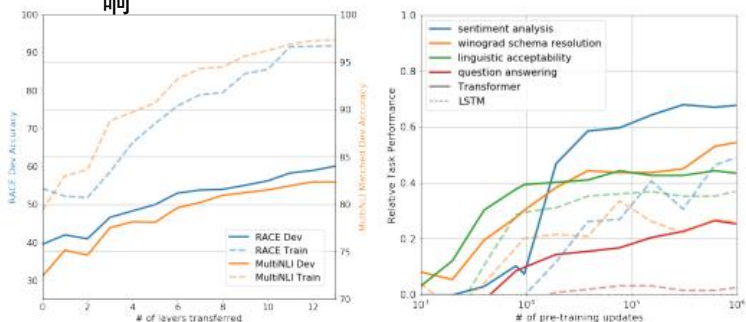 啊
100
90
80
70
60
50
40
30
RACE Dev Accuracy
100
95
90
85
80
75
70
MultiNLI Matched Dev Accuracy
RACE Dev
RACE Train
MultiNLI Dev
MultiNLI Train
0 2 4 6 8 10 12
# of layers transferred
1.0
0.8
0.6
0.4
0.2
0.0
Relative Task Performance
sentiment analysis
winograd schema resolution
linguistic acceptability
question answering
Transformer
LSTM
# of pre-training updates